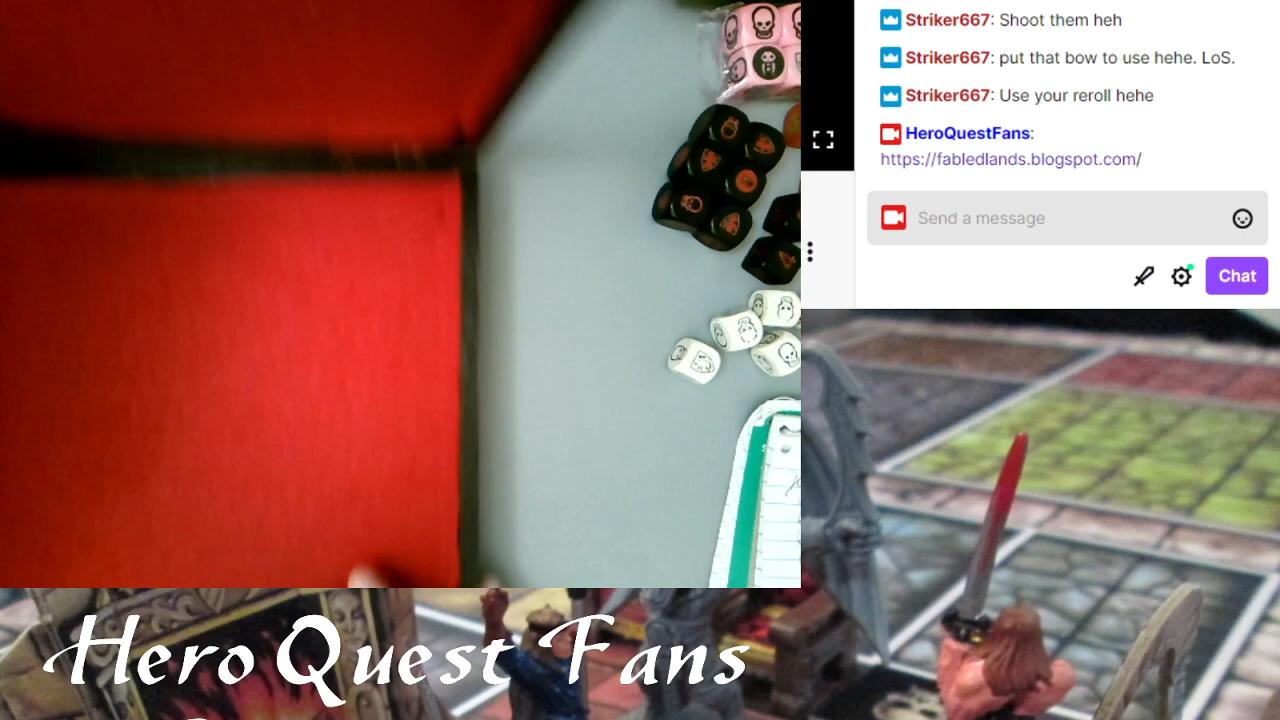 Striker667: Shoot them heh
Striker667: put that bow to use hehe. LoS.
Striker667: Use your reroll hehe
HeroQuestFans:
https://fabledlands.blogspot.com/
Send a message
Chat
Hero Quest Fans